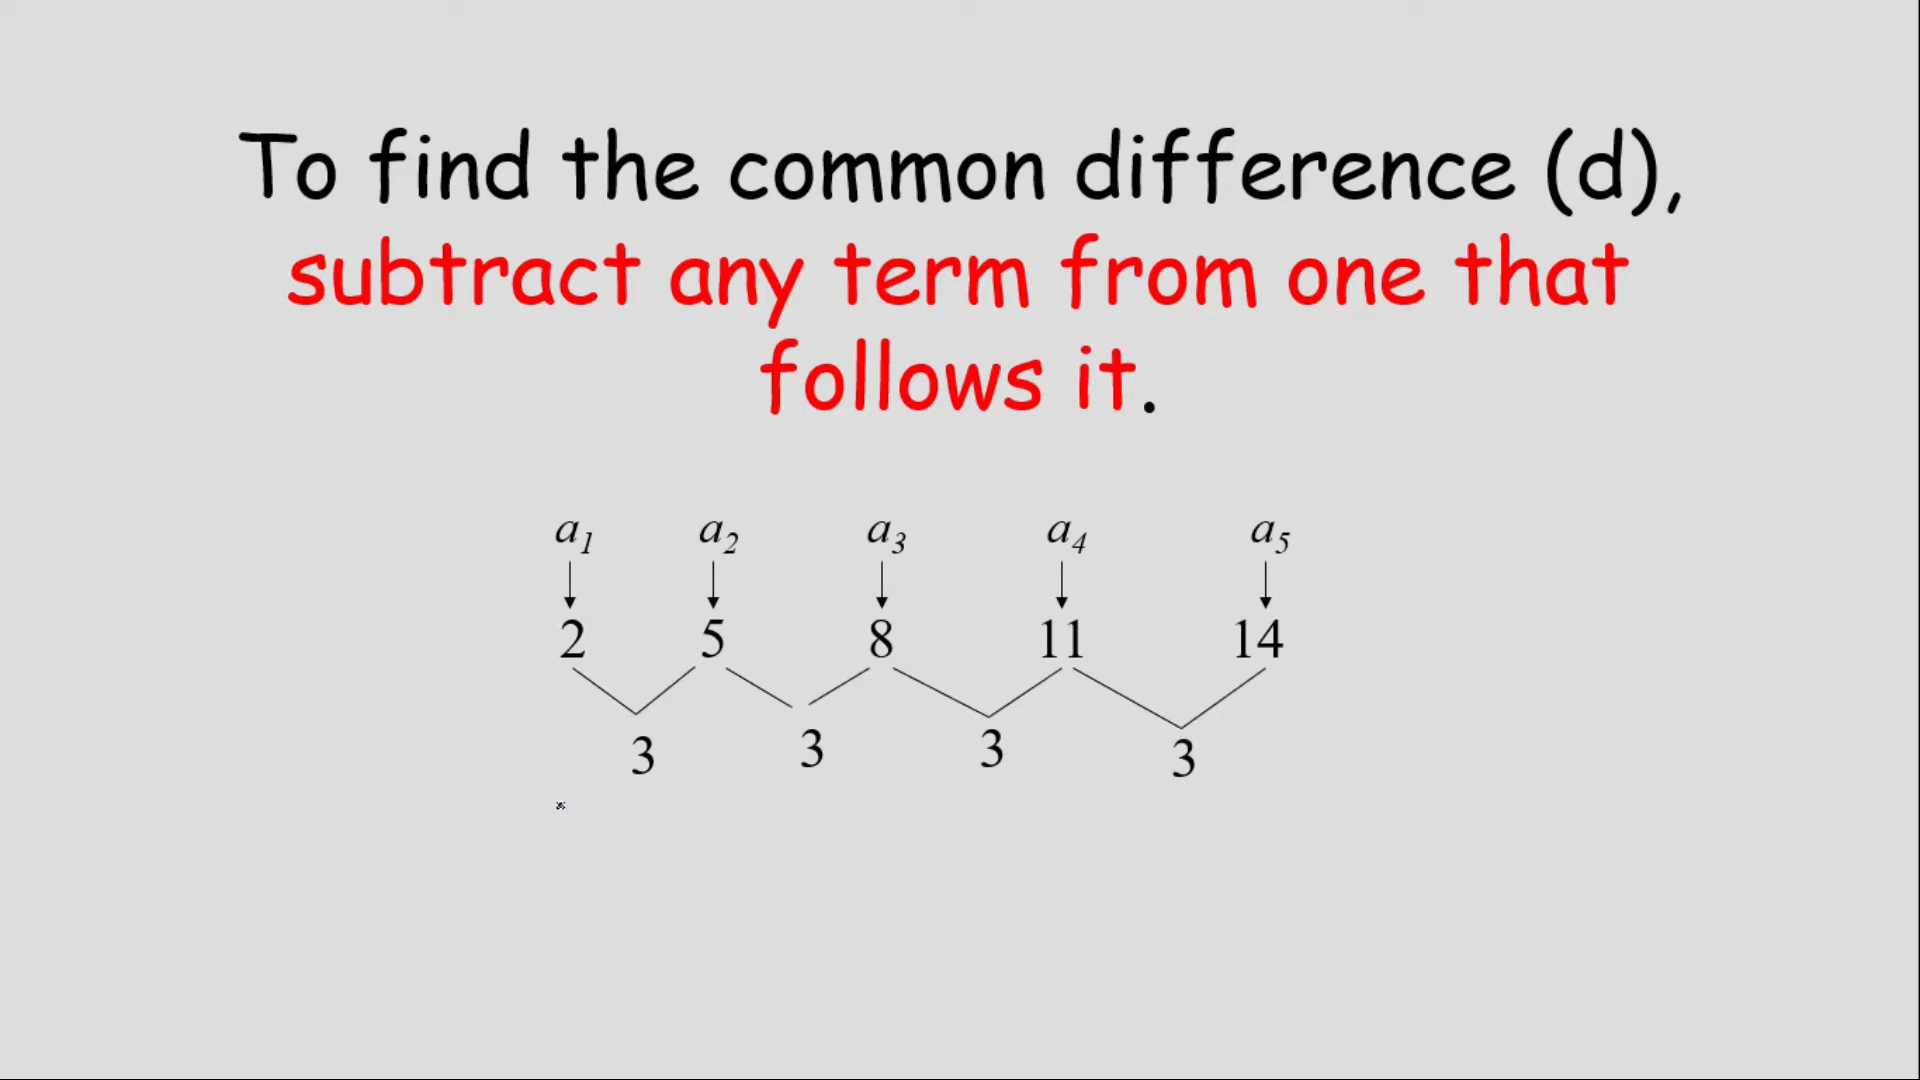 To find the common difference (d),
subtract any term from one that
follows it.
a1 a2 a3 a4 a5
2 5 8 11 14
3 3 3 3